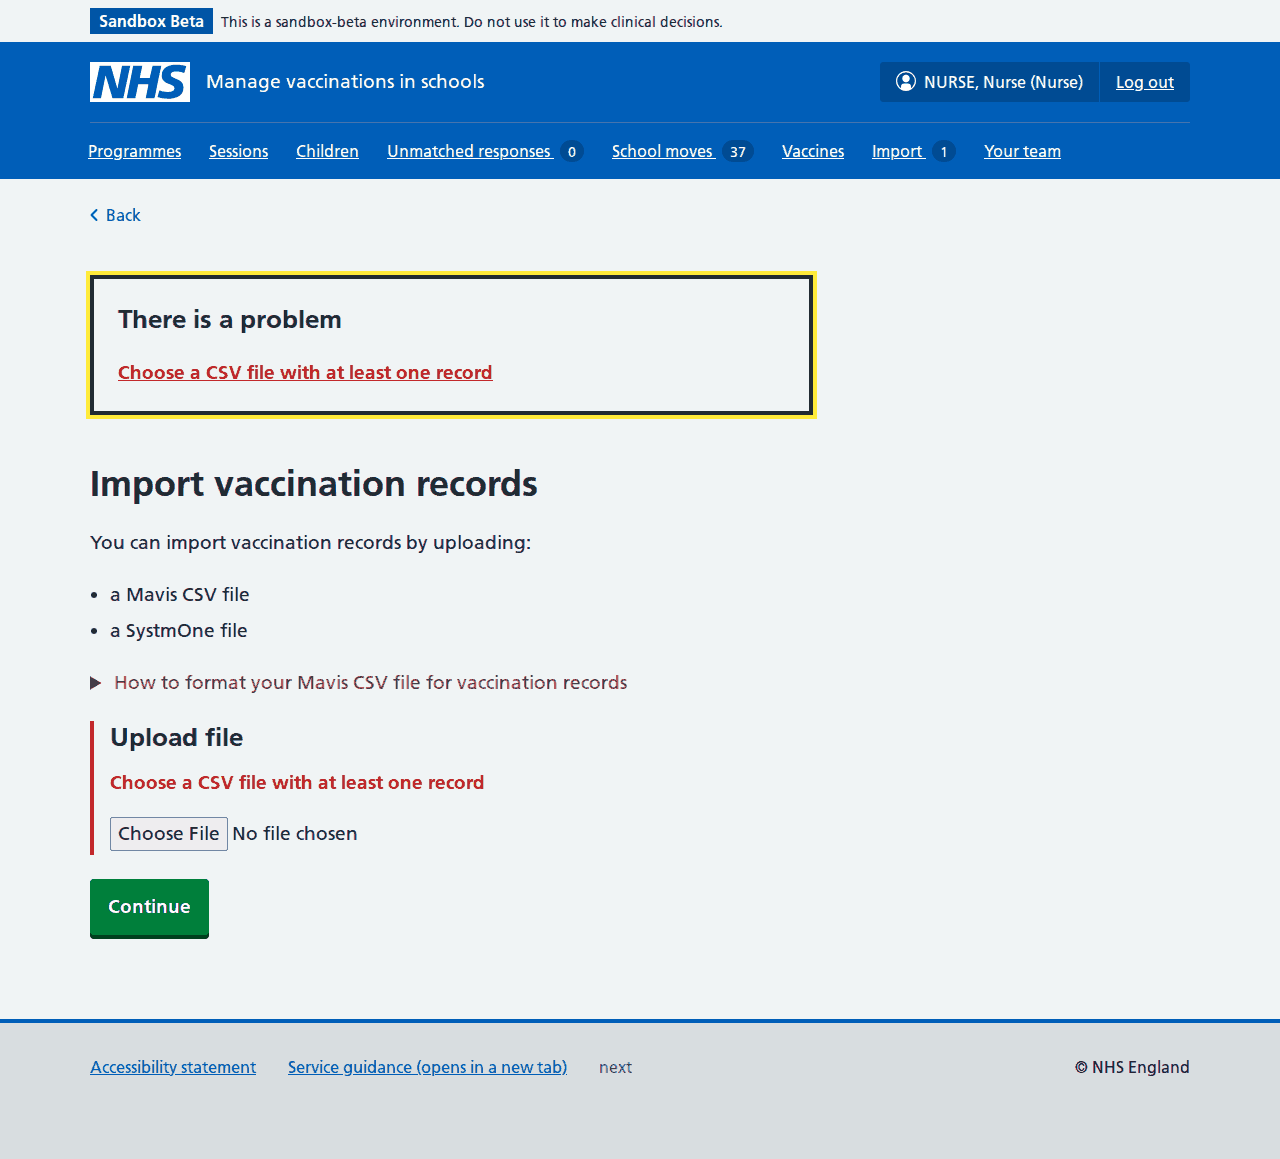 Sandbox Beta This is a sandbox-beta environment. Do not use it to make clinical decisions.
NHS Manage vaccinations in schools NURSE, Nurse (Nurse) Log out
Programmes Sessions Children Unmatched responses 0 School moves 37 Vaccines Import 1 Your team
Back
There is a problem
Choose a CSV file with at least one record
Import vaccination records
You can import vaccination records by uploading:
• a Mavis CSV file
• a SystmOne file
How to format your Mavis CSV file for vaccination records
Upload file
Choose a CSV file with at least one record
Choose File No file chosen
Continue
Accessibility statement Service guidance (opens in a new tab) next © NHS England